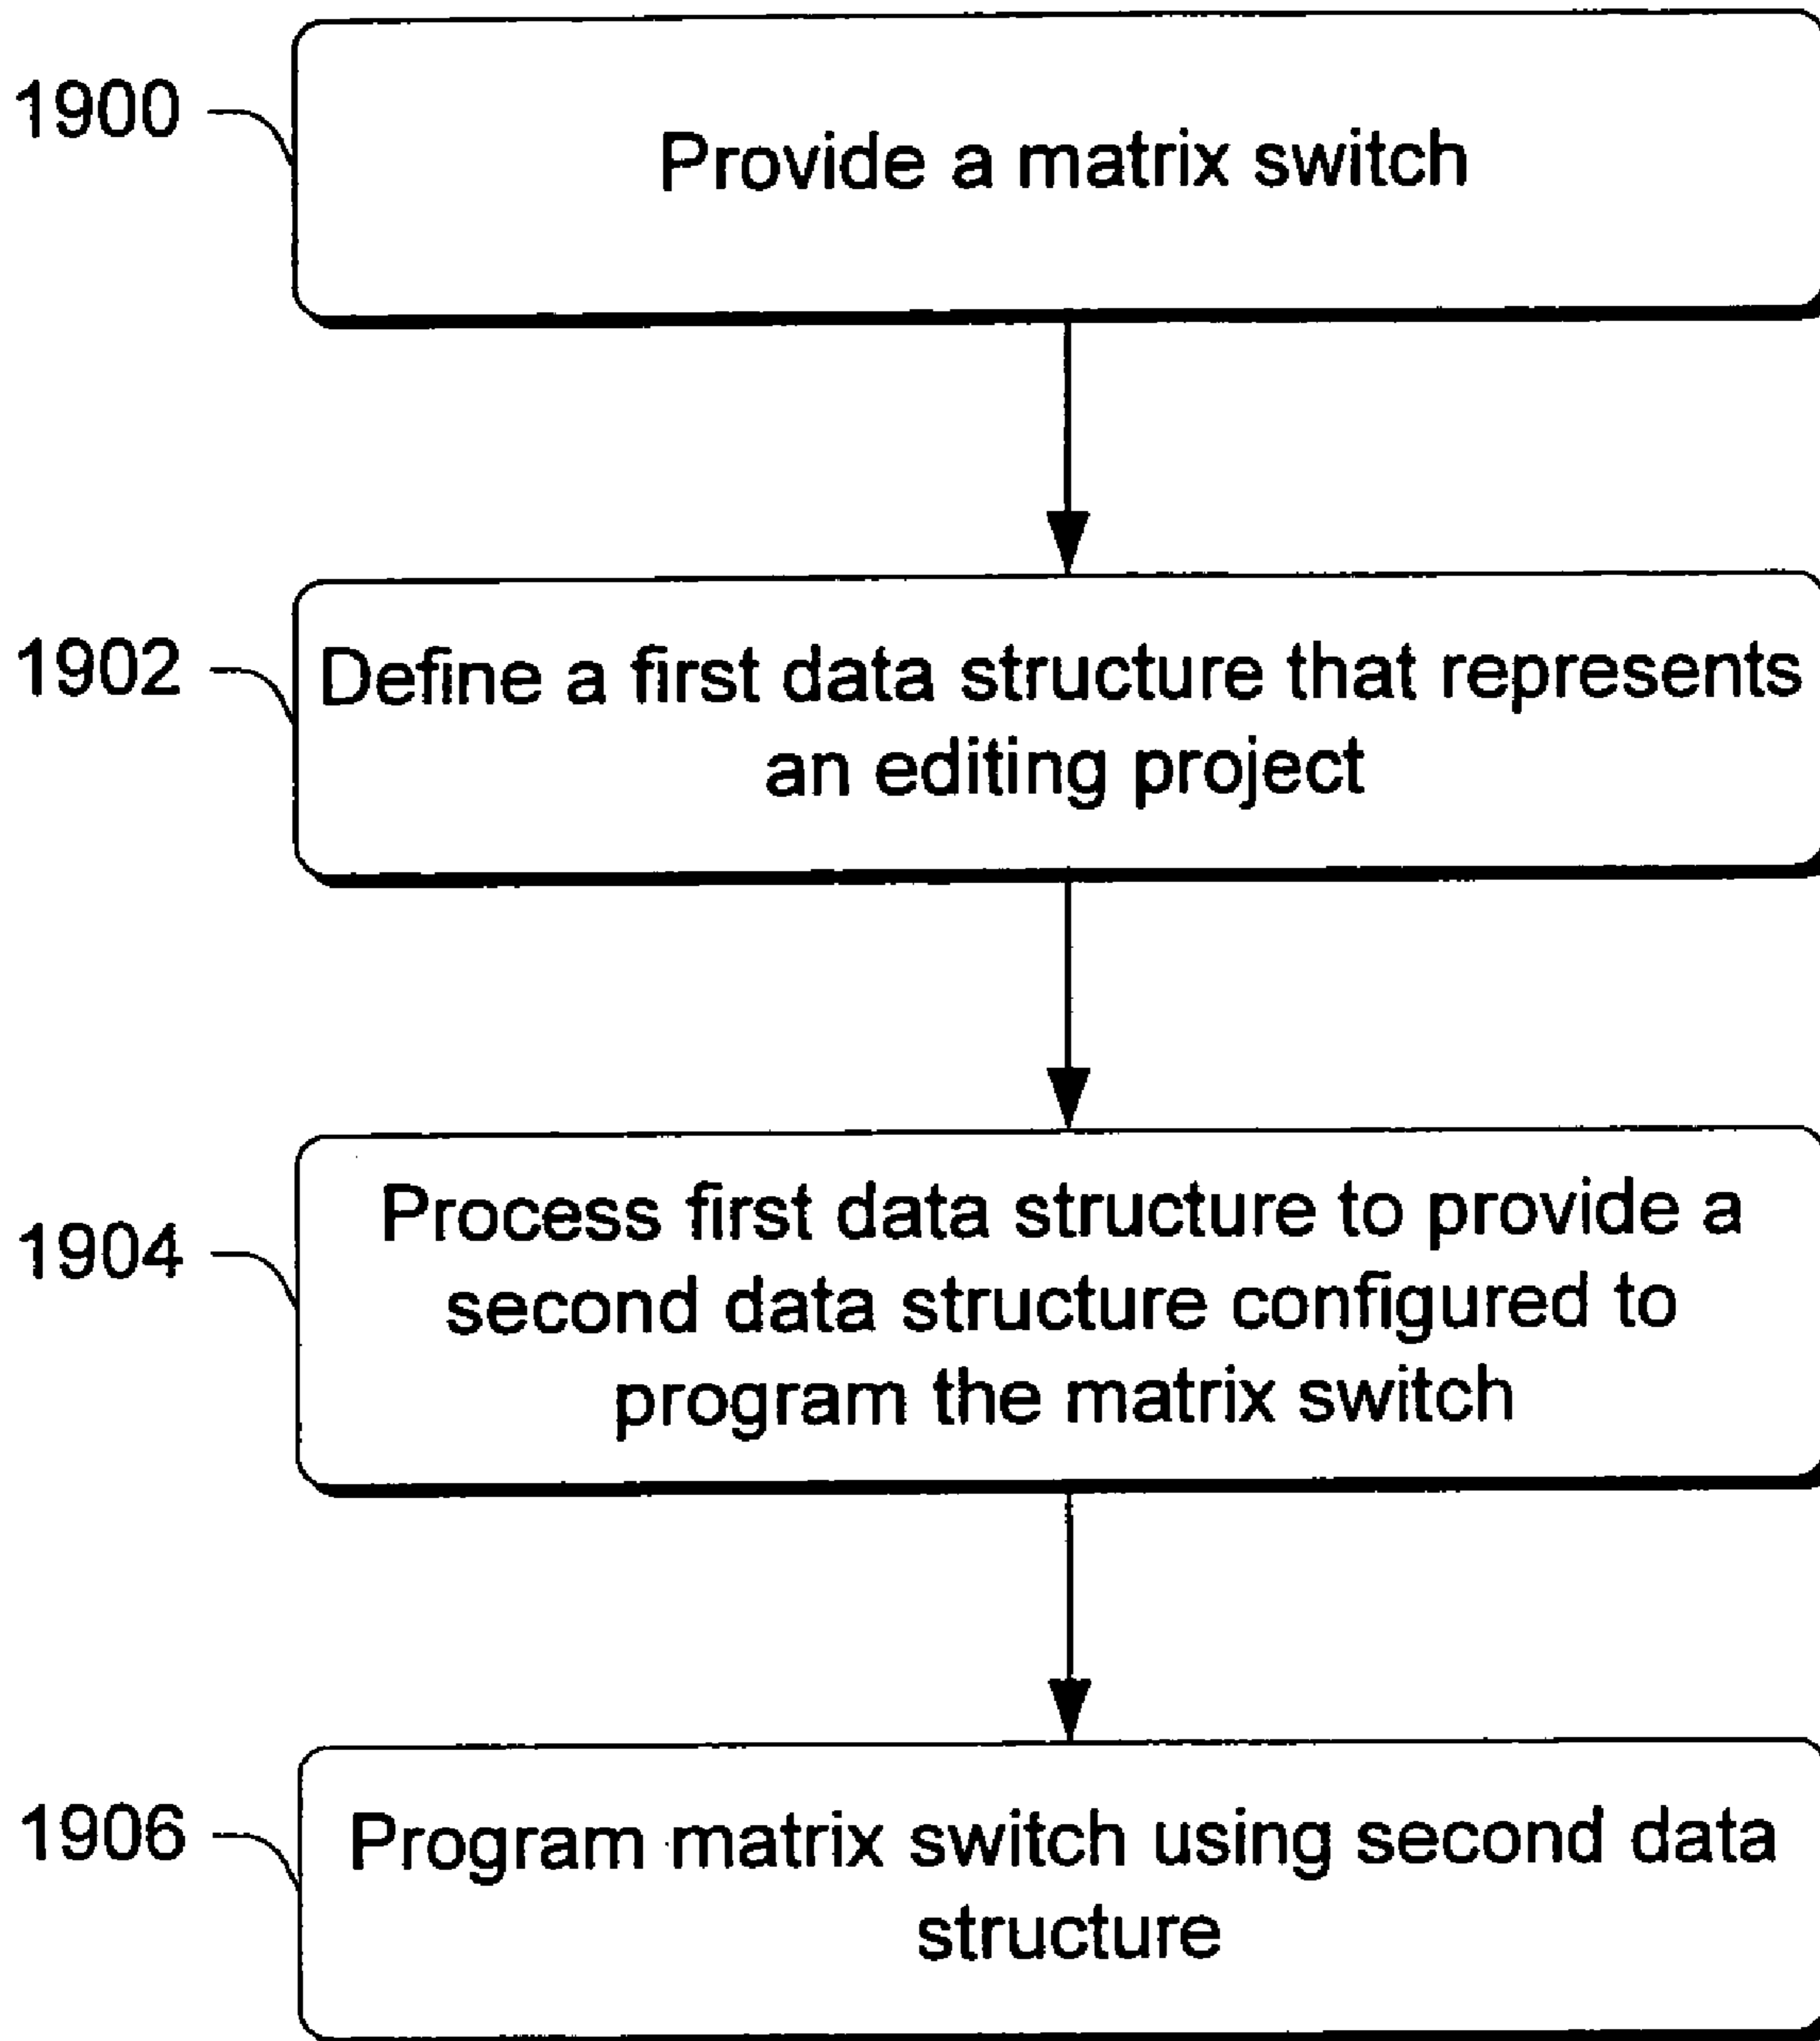 1900
Provide a matrix switch
1902
Define a first data structure that represents
an editing project
1904
Process first data structure to provide a
second data structure configured to
program the matrix switch
1906
Program matrix switch using second data
structure